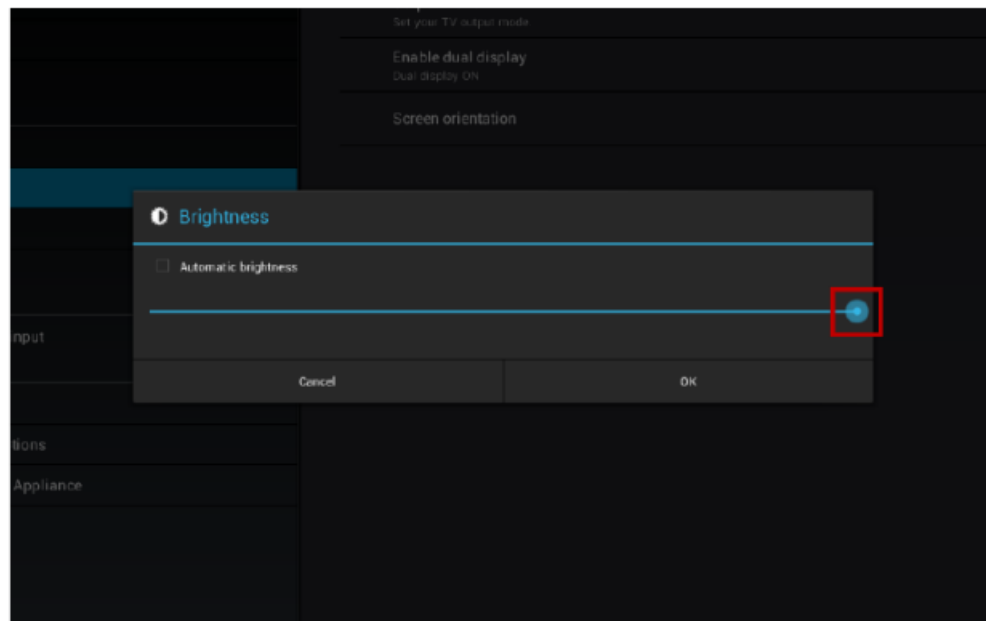 Set your TV output mode
Enable dual display
Dual display ON
Screen orientation
Brightness
Automatic brightness
input
Cancel
OK
tions
Appliance